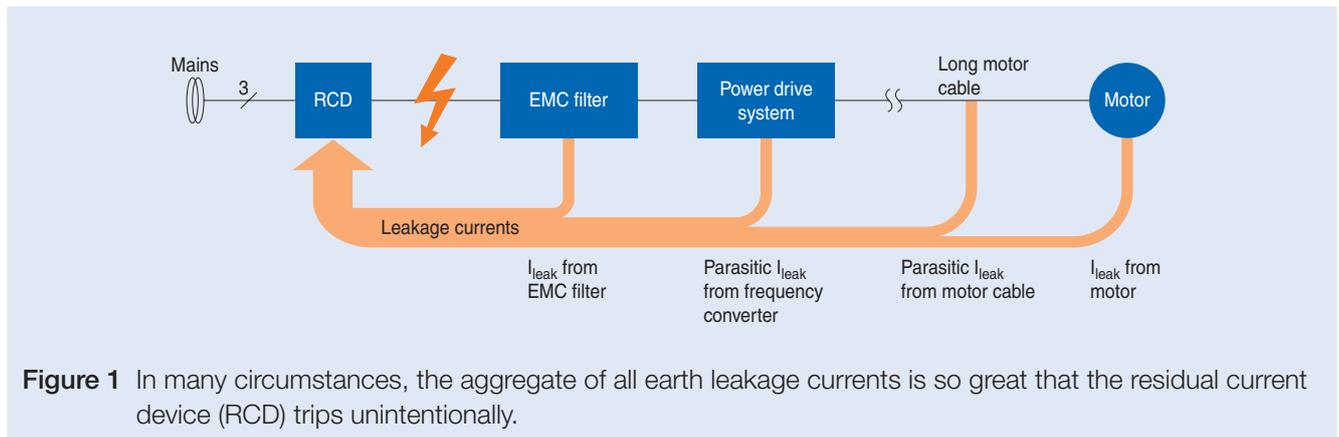 Mains
3
RCD
EMC filter
Power drive
system
Long motor
cable
Motor
Leakage currents
Ileak from
EMC filter
Parasitic Ileak
from frequency
converter
Parasitic Ileak
from motor cable
Ileak from
motor
Figure 1 In many circumstances, the aggregate of all earth leakage currents is so great that the residual current
device (RCD) trips unintentionally.